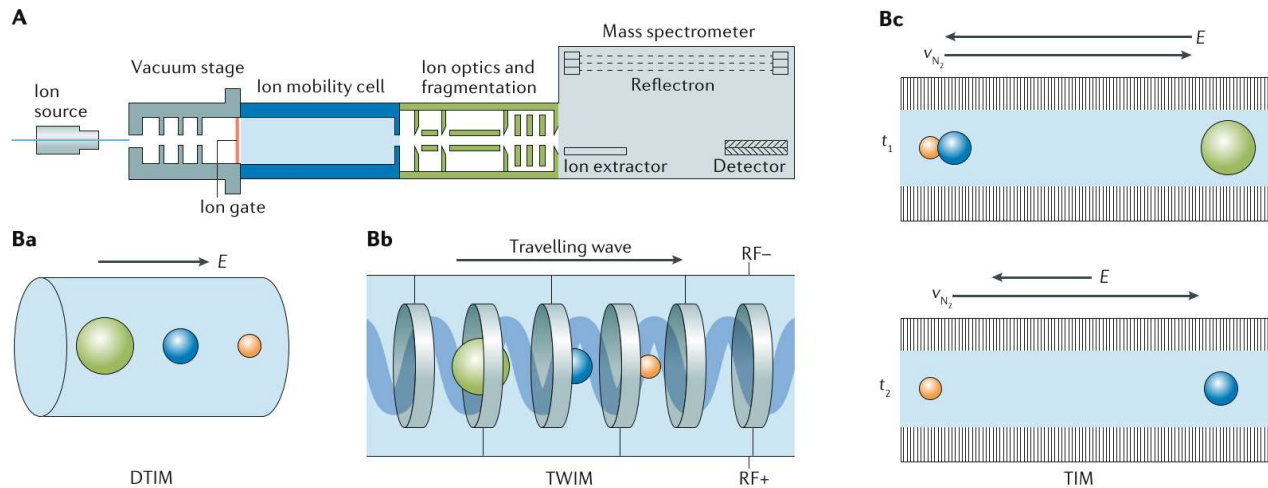 A
Ion
source
Vacuum stage
Ion mobility cell
Ion optics and
fragmentation
Mass spectrometer
Reflectron
Ion extractor
Detector
Ion gate
Ba
E
DTIM
Bb
Travelling wave
RF–
RF+
TWIM
Bc
E
vN2
t1
E
vN2
t2
TIM